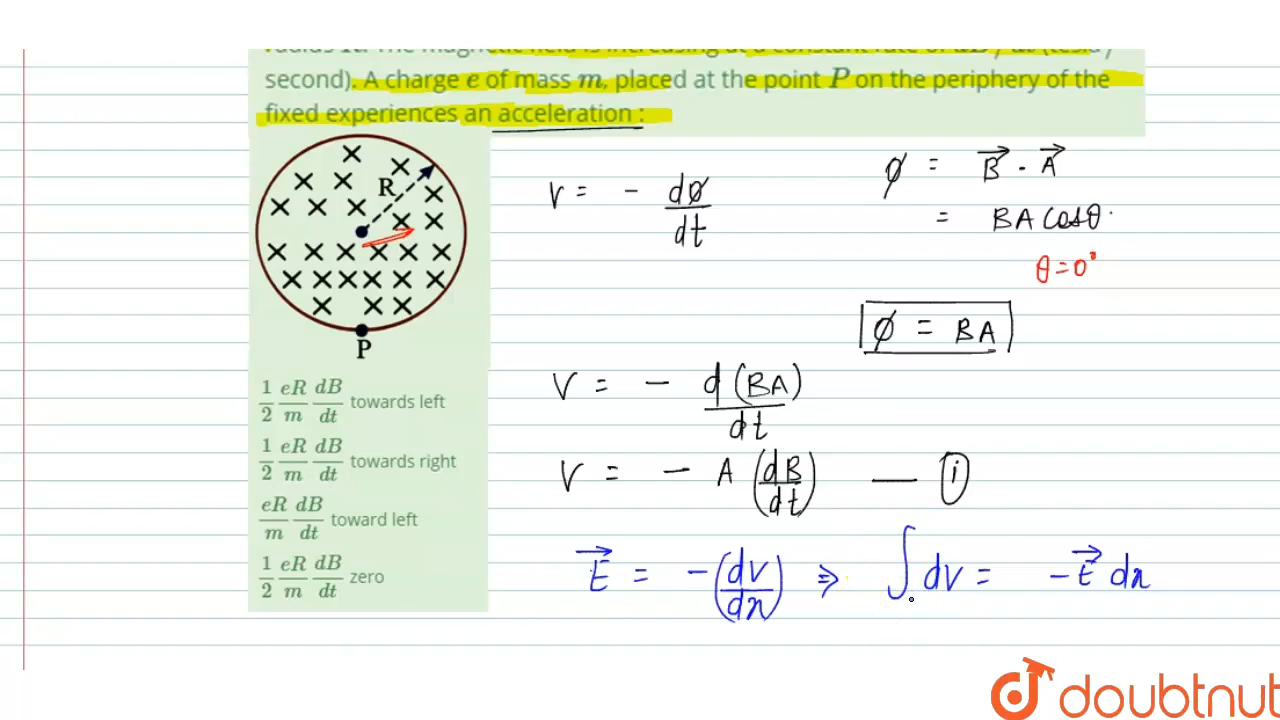 second). A charge e of mass m, placed at the point P on the periphery of the
fixed experiences an acceleration :
R
P
1/2 eR/m dB/dt towards left
1/2 eR/m dB/dt towards right
eR/m dB/dt toward left
1/2 eR/m dB/dt zero
V = - dφ/dt
φ = B⃗ . A⃗
= BA cosθ.
θ = 0°
φ = BA
V = - d(BA)/dt
V = - A (dB/dt) — (i)
E⃗ = - (dv/dx) ⇒ ∫ dv = - E⃗ dx
doubtnut